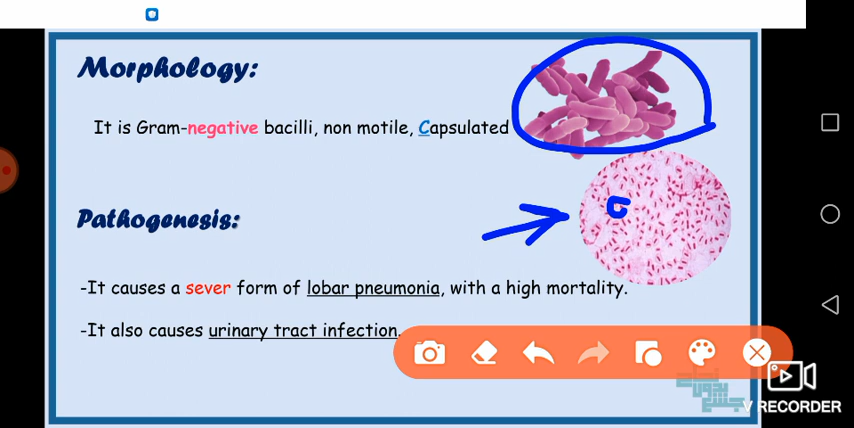 Morphology:
It is Gram-negative bacilli, non motile, Capsulated
Pathogenesis:
-It causes a sever form of lobar pneumonia, with a high mortality.
-It also causes urinary tract infection.
V RECORDER